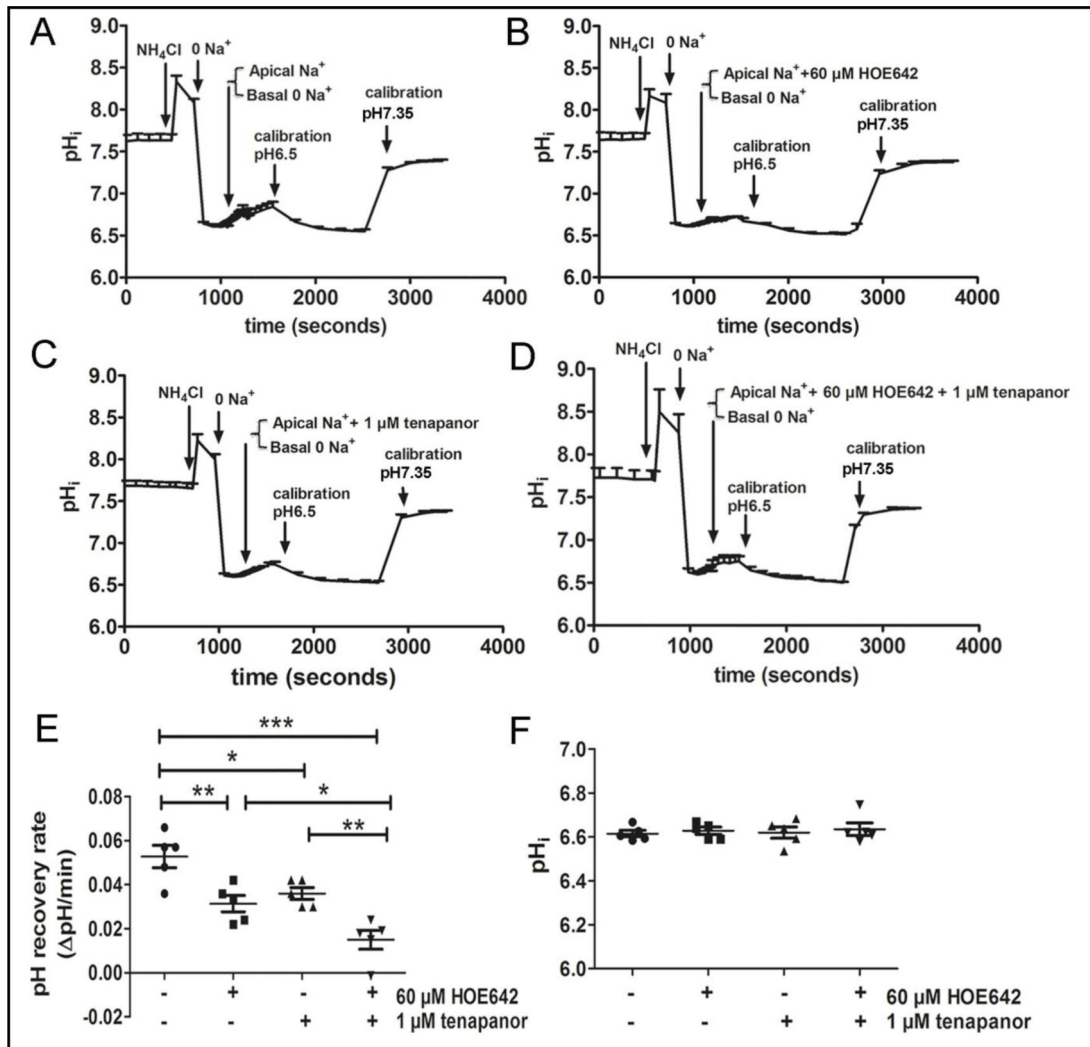 A
9.0
8.5
8.0
7.5
7.0
6.5
6.0
pHi
NH4Cl
0 Na+
Apical Na+
Basal 0 Na+
calibration
pH6.5
calibration
pH7.35
0
1000
2000
3000
4000
time (seconds)
B
9.0
8.5
8.0
7.5
7.0
6.5
6.0
pHi
NH4Cl
0 Na+
Apical Na++60 µM HOE642
Basal 0 Na+
calibration
pH6.5
calibration
pH7.35
0
1000
2000
3000
4000
time (seconds)
C
9.0
8.5
8.0
7.5
7.0
6.5
6.0
pHi
NH4Cl
0 Na+
Apical Na++ 1 µM tenapanor
Basal 0 Na+
calibration
pH6.5
calibration
pH7.35
0
1000
2000
3000
4000
time (seconds)
D
9.0
8.5
8.0
7.5
7.0
6.5
6.0
pHi
NH4Cl
0 Na+
Apical Na++ 60 µM HOE642 + 1 µM tenapanor
Basal 0 Na+
calibration
pH6.5
calibration
pH7.35
0
1000
2000
3000
4000
time (seconds)
E
***
*
** *
**
0.08
0.06
0.04
0.02
0.00
-0.02
pH recovery rate
(ΔpH/min)
- + - + 60 µM HOE642
- - + + 1 µM tenapanor
F
7.0
6.8
6.6
6.4
6.2
6.0
pHi
- + - + 60 µM HOE642
- - + + 1 µM tenapanor